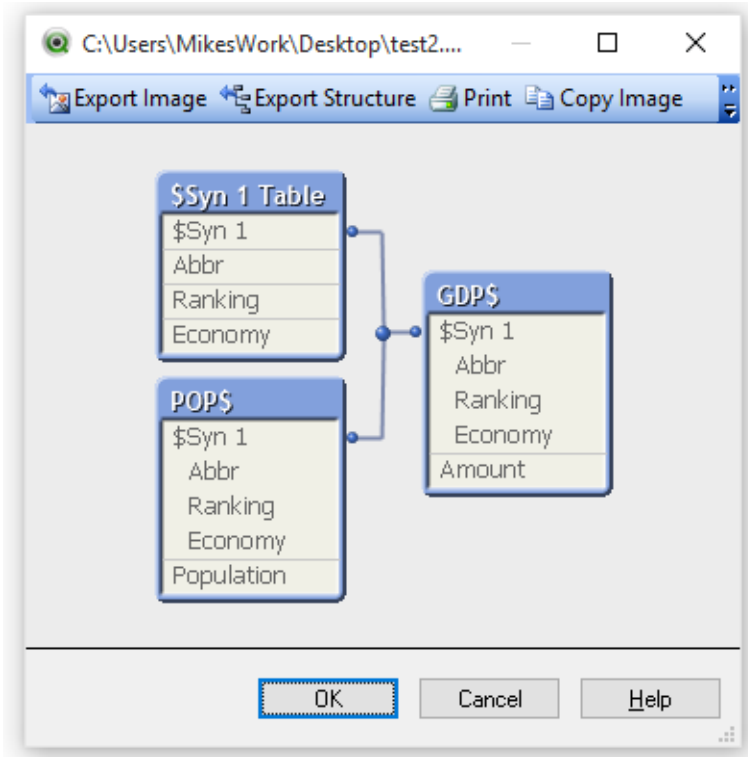 C:\Users\MikesWork\Desktop\test2....
Export Image Export Structure Print Copy Image
$Syn 1 Table
$Syn 1
Abbr
Ranking
Economy
POP$
$Syn 1
Abbr
Ranking
Economy
Population
GDP$
$Syn 1
Abbr
Ranking
Economy
Amount
OK Cancel Help